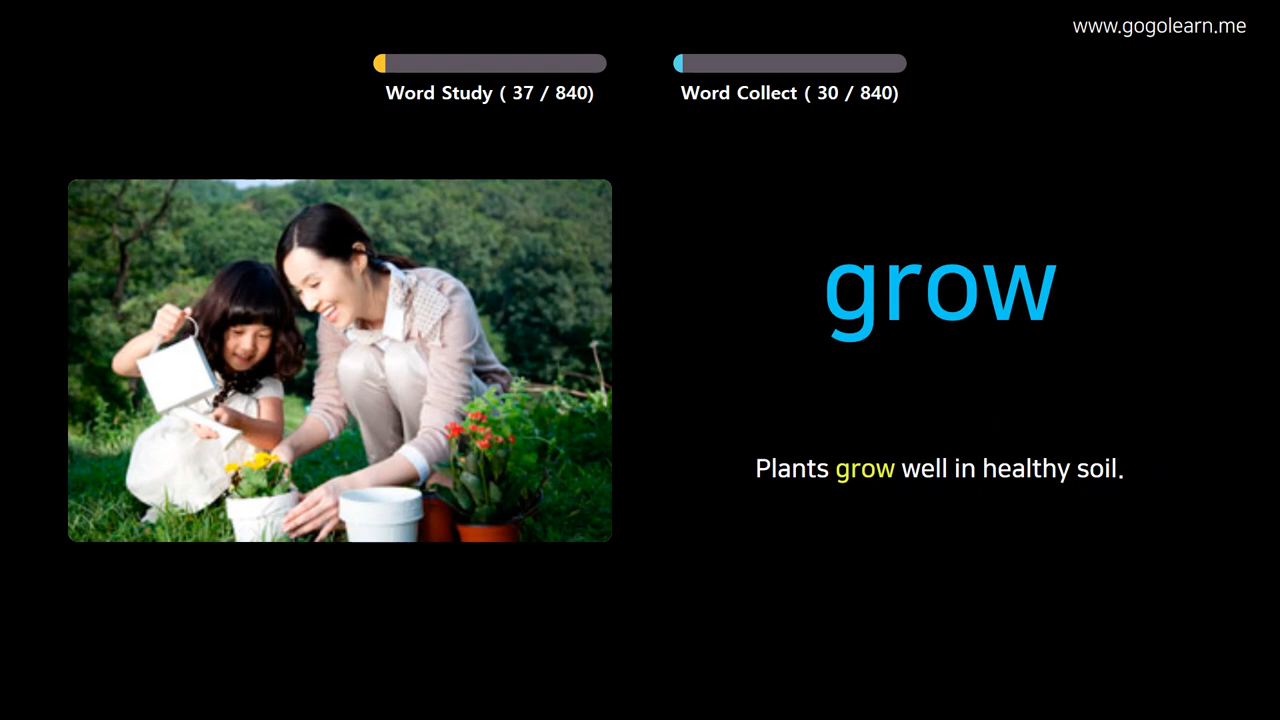 www.gogolearn.me
Word Study ( 37 / 840)
Word Collect ( 30 / 840)
grow
Plants grow well in healthy soil.